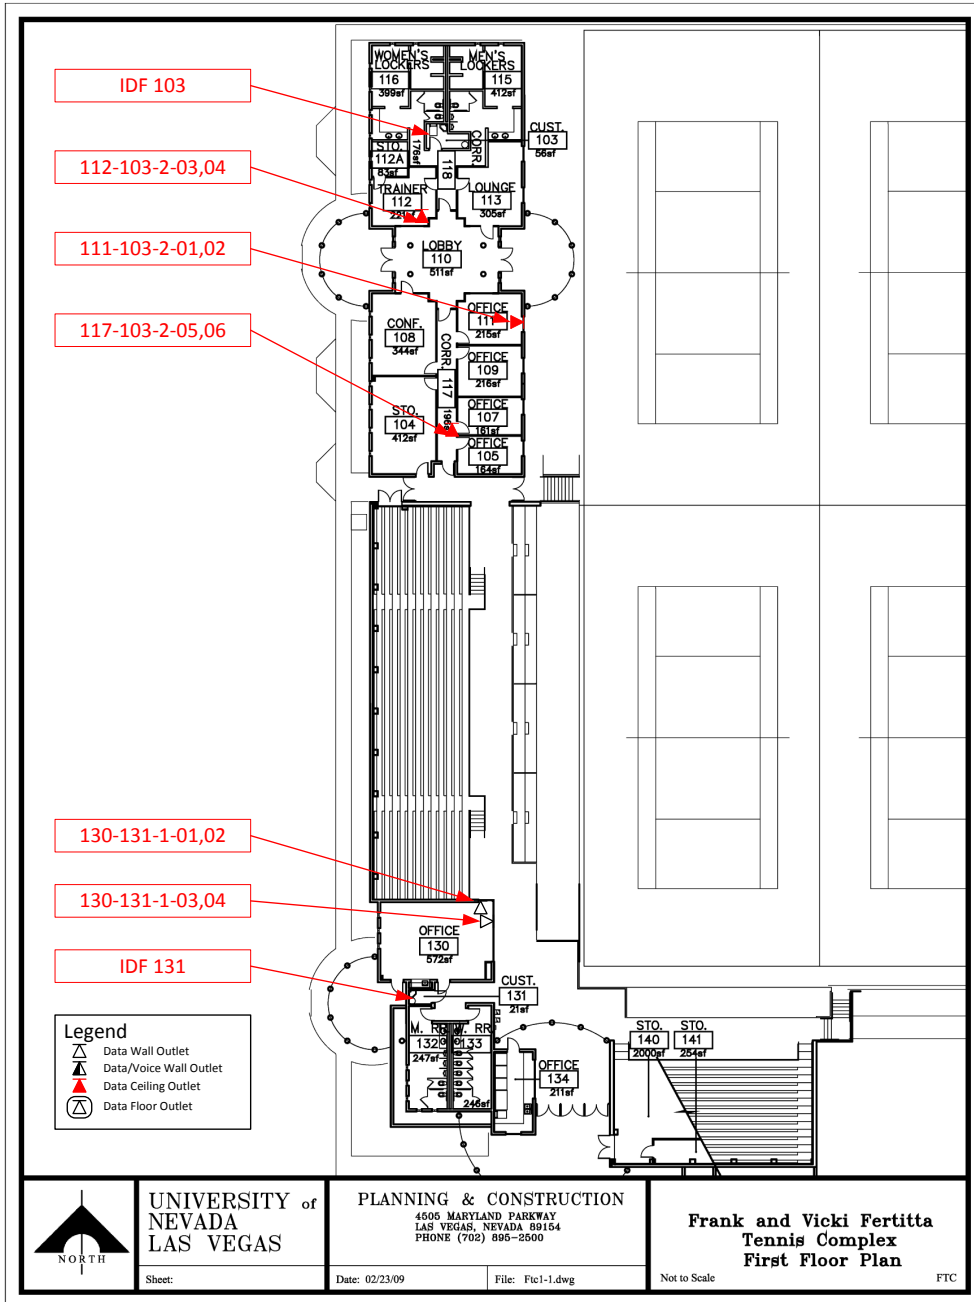 WOMEN'S
LOCKERS
116
399sf
MEN'S
LOCKERS
115
412sf
IDF 103
CUST.
103
56sf
176sf
CORR.
118
STO.
112A
83sf
112-103-2-03,04
TRAINER
112
221sf
LOUNGE
113
305sf
111-103-2-01,02
LOBBY
110
511sf
OFFICE
111
215sf
117-103-2-05,06
CONF.
108
344sf
CORR.
117
196sf
OFFICE
109
216sf
STO.
104
412sf
OFFICE
107
161sf
OFFICE
105
164sf
130-131-1-01,02
130-131-1-03,04
OFFICE
130
572sf
IDF 131
CUST.
131
21sf
M. RR
132
247sf
W. RR
133
246sf
OFFICE
134
211sf
STO.
140
2000sf
STO.
141
254sf
Legend
Data Wall Outlet
Data/Voice Wall Outlet
Data Ceiling Outlet
Data Floor Outlet
NORTH
UNIVERSITY of
NEVADA
LAS VEGAS
Sheet:
PLANNING & CONSTRUCTION
4505 MARYLAND PARKWAY
LAS VEGAS, NEVADA 89154
PHONE (702) 895-2500
Date: 02/23/09
File: Ftc1-1.dwg
Frank and Vicki Fertitta
Tennis Complex
First Floor Plan
Not to Scale
FTC